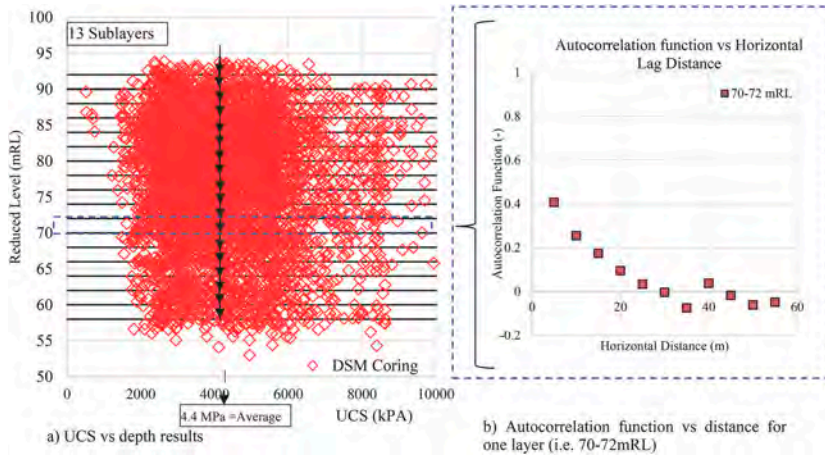 13 Sublayers
Reduced Level (mRL)
95
90
85
80
75
70
65
60
55
50
0
2000
4000
6000
8000
10000
DSM Coring
UCS (kPA)
4.4 MPa =Average
a) UCS vs depth results
Autocorrelation function vs Horizontal
Lag Distance
70-72 mRL
Autocorrelation Function (-)
1
0.8
0.6
0.4
0.2
0
-0.2
0
20
40
60
Horizontal Distance (m)
b) Autocorrelation function vs distance for
one layer (i.e. 70-72mRL)